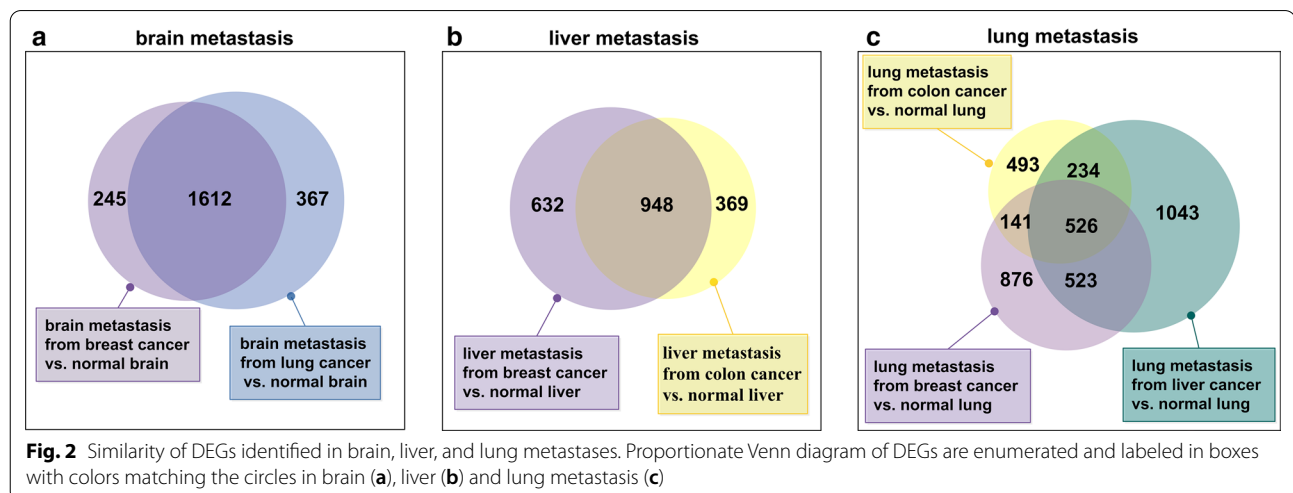 a
brain metastasis
245
1612
367
brain metastasis
from breast cancer
vs. normal brain
brain metastasis
from lung cancer
vs. normal brain
b
liver metastasis
632
948
369
liver metastasis
from breast cancer
vs. normal liver
liver metastasis
from colon cancer
vs. normal liver
c
lung metastasis
lung metastasis
from colon cancer
vs. normal lung
493
234
1043
141
526
876
523
lung metastasis
from breast cancer
vs. normal lung
lung metastasis
from liver cancer
vs. normal lung
Fig. 2 Similarity of DEGs identified in brain, liver, and lung metastases. Proportionate Venn diagram of DEGs are enumerated and labeled in boxes
with colors matching the circles in brain (a), liver (b) and lung metastasis (c)